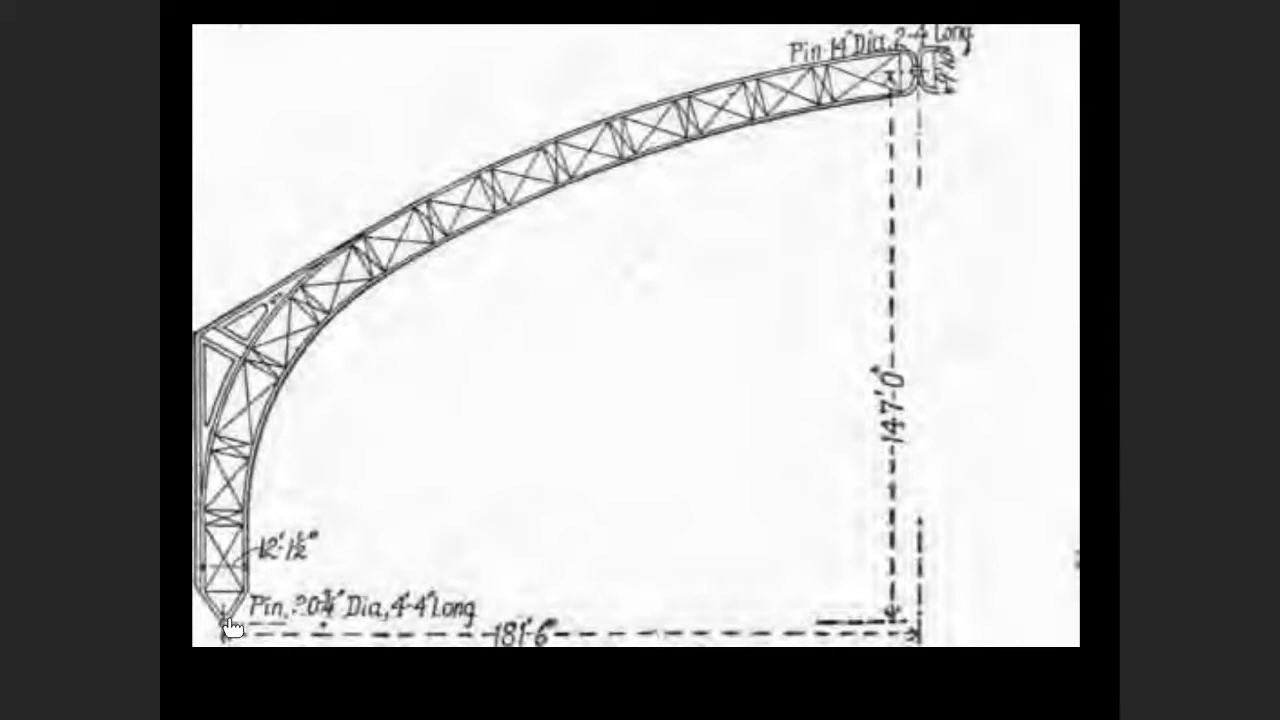 Pin 14" Dia, 2'-4 Long
147'-0"
12'-1½"
Pin, 20¾" Dia, 4'-4" Long
181'-6"